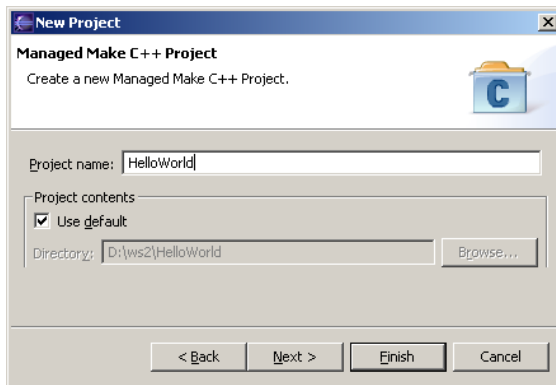 New Project
Managed Make C++ Project
Create a new Managed Make C++ Project.
C
Project name: HelloWorld
Project contents
Use default
Directory: D:\ws2\HelloWorld Browse...
< Back Next > Finish Cancel